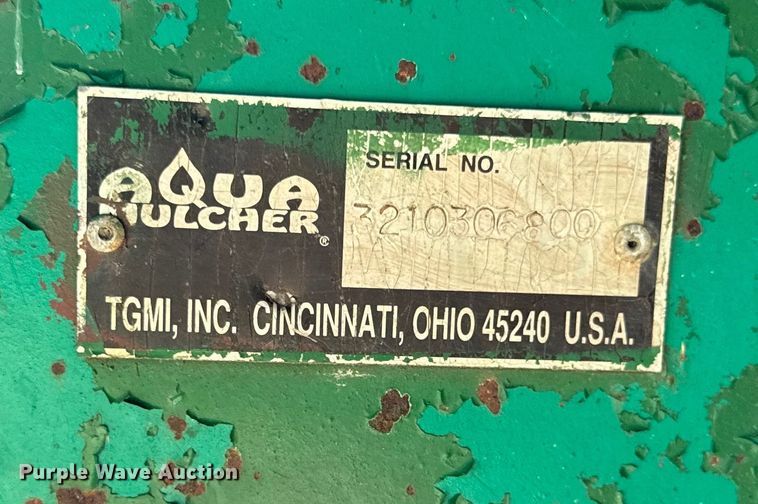 AQUA
MULCHER®
SERIAL NO.
3210306800
TGMI, INC. CINCINNATI, OHIO 45240 U.S.A.
Purple Wave Auction